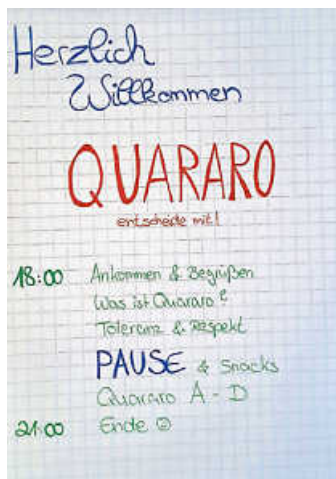 Herzlich
Willkommen
QUARARO
entscheide mit!
18:00 Ankommen & Begrüßen
Was ist Quararo?
Toleranz & Respekt
PAUSE & Snacks
Quararo A - D
21:00 Ende ☺